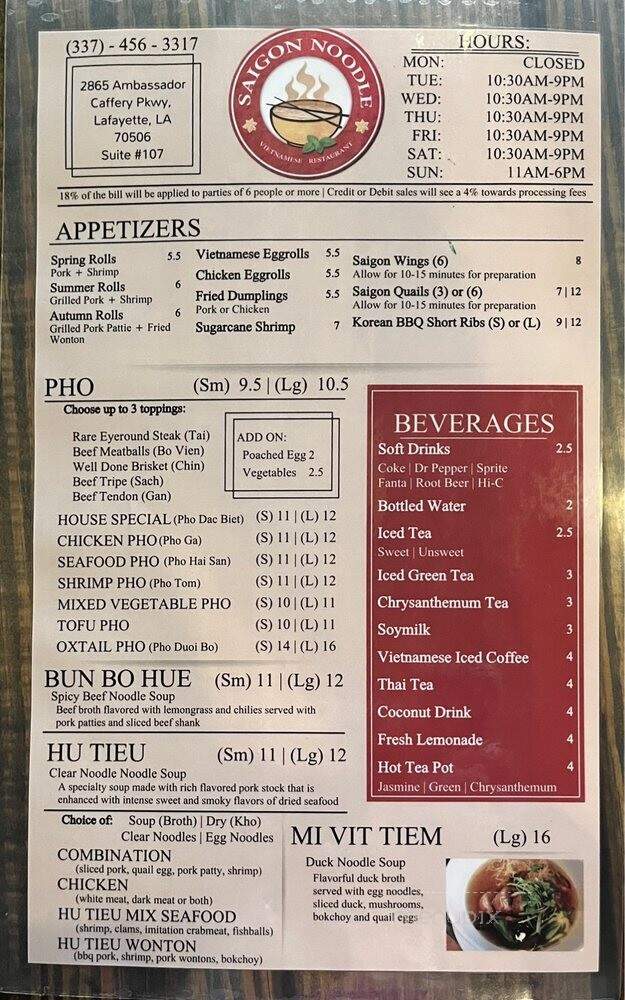 (337) - 456 - 3317
2865 Ambassador
Caffery Pkwy,
Lafayette, LA
70506
Suite #107
SAIGON NOODLE
VIETNAMESE RESTAURANT
HOURS:
MON: CLOSED
TUE: 10:30AM-9PM
WED: 10:30AM-9PM
THU: 10:30AM-9PM
FRI: 10:30AM-9PM
SAT: 10:30AM-9PM
SUN: 11AM-6PM
18% of the bill will be applied to parties of 6 people or more | Credit or Debit sales will see a 4% towards processing fees
APPETIZERS
Spring Rolls 5.5
Pork + Shrimp
Summer Rolls 6
Grilled Pork + Shrimp
Autumn Rolls 6
Grilled Pork Pattie + Fried
Wonton
Vietnamese Eggrolls 5.5
Chicken Eggrolls 5.5
Fried Dumplings 5.5
Pork or Chicken
Sugarcane Shrimp 7
Saigon Wings (6) 8
Allow for 10-15 minutes for preparation
Saigon Quails (3) or (6) 7 | 12
Allow for 10-15 minutes for preparation
Korean BBQ Short Ribs (S) or (L) 9 | 12
PHO (Sm) 9.5 | (Lg) 10.5
Choose up to 3 toppings:
Rare Eyeround Steak (Tai)
Beef Meatballs (Bo Vien)
Well Done Brisket (Chin)
Beef Tripe (Sach)
Beef Tendon (Gan)
ADD ON:
Poached Egg 2
Vegetables 2.5
HOUSE SPECIAL (Pho Dac Biet) (S) 11 | (L) 12
CHICKEN PHO (Pho Ga) (S) 11 | (L) 12
SEAFOOD PHO (Pho Hai San) (S) 11 | (L) 12
SHRIMP PHO (Pho Tom) (S) 11 | (L) 12
MIXED VEGETABLE PHO (S) 10 | (L) 11
TOFU PHO (S) 10 | (L) 11
OXTAIL PHO (Pho Duoi Bo) (S) 14 | (L) 16
BUN BO HUE (Sm) 11 | (Lg) 12
Spicy Beef Noodle Soup
Beef broth flavored with lemongrass and chilies served with
pork patties and sliced beef shank
HU TIEU (Sm) 11 | (Lg) 12
Clear Noodle Noodle Soup
A specialty soup made with rich flavored pork stock that is
enhanced with intense sweet and smoky flavors of dried seafood
Choice of: Soup (Broth) | Dry (Kho)
Clear Noodles | Egg Noodles
COMBINATION
(sliced pork, quail egg, pork patty, shrimp)
CHICKEN
(white meat, dark meat or both)
HU TIEU MIX SEAFOOD
(shrimp, clams, imitation crabmeat, fishballs)
HU TIEU WONTON
(bbq pork, shrimp, pork wontons, bokchoy)
BEVERAGES
Soft Drinks 2.5
Coke | Dr Pepper | Sprite
Fanta | Root Beer | Hi-C
Bottled Water 2
Iced Tea 2.5
Sweet | Unsweet
Iced Green Tea 3
Chrysanthemum Tea 3
Soymilk 3
Vietnamese Iced Coffee 4
Thai Tea 4
Coconut Drink 4
Fresh Lemonade 4
Hot Tea Pot 4
Jasmine | Green | Chrysanthemum
MI VIT TIEM (Lg) 16
Duck Noodle Soup
Flavorful duck broth
served with egg noodles,
sliced duck, mushrooms,
bokchoy and quail eggs